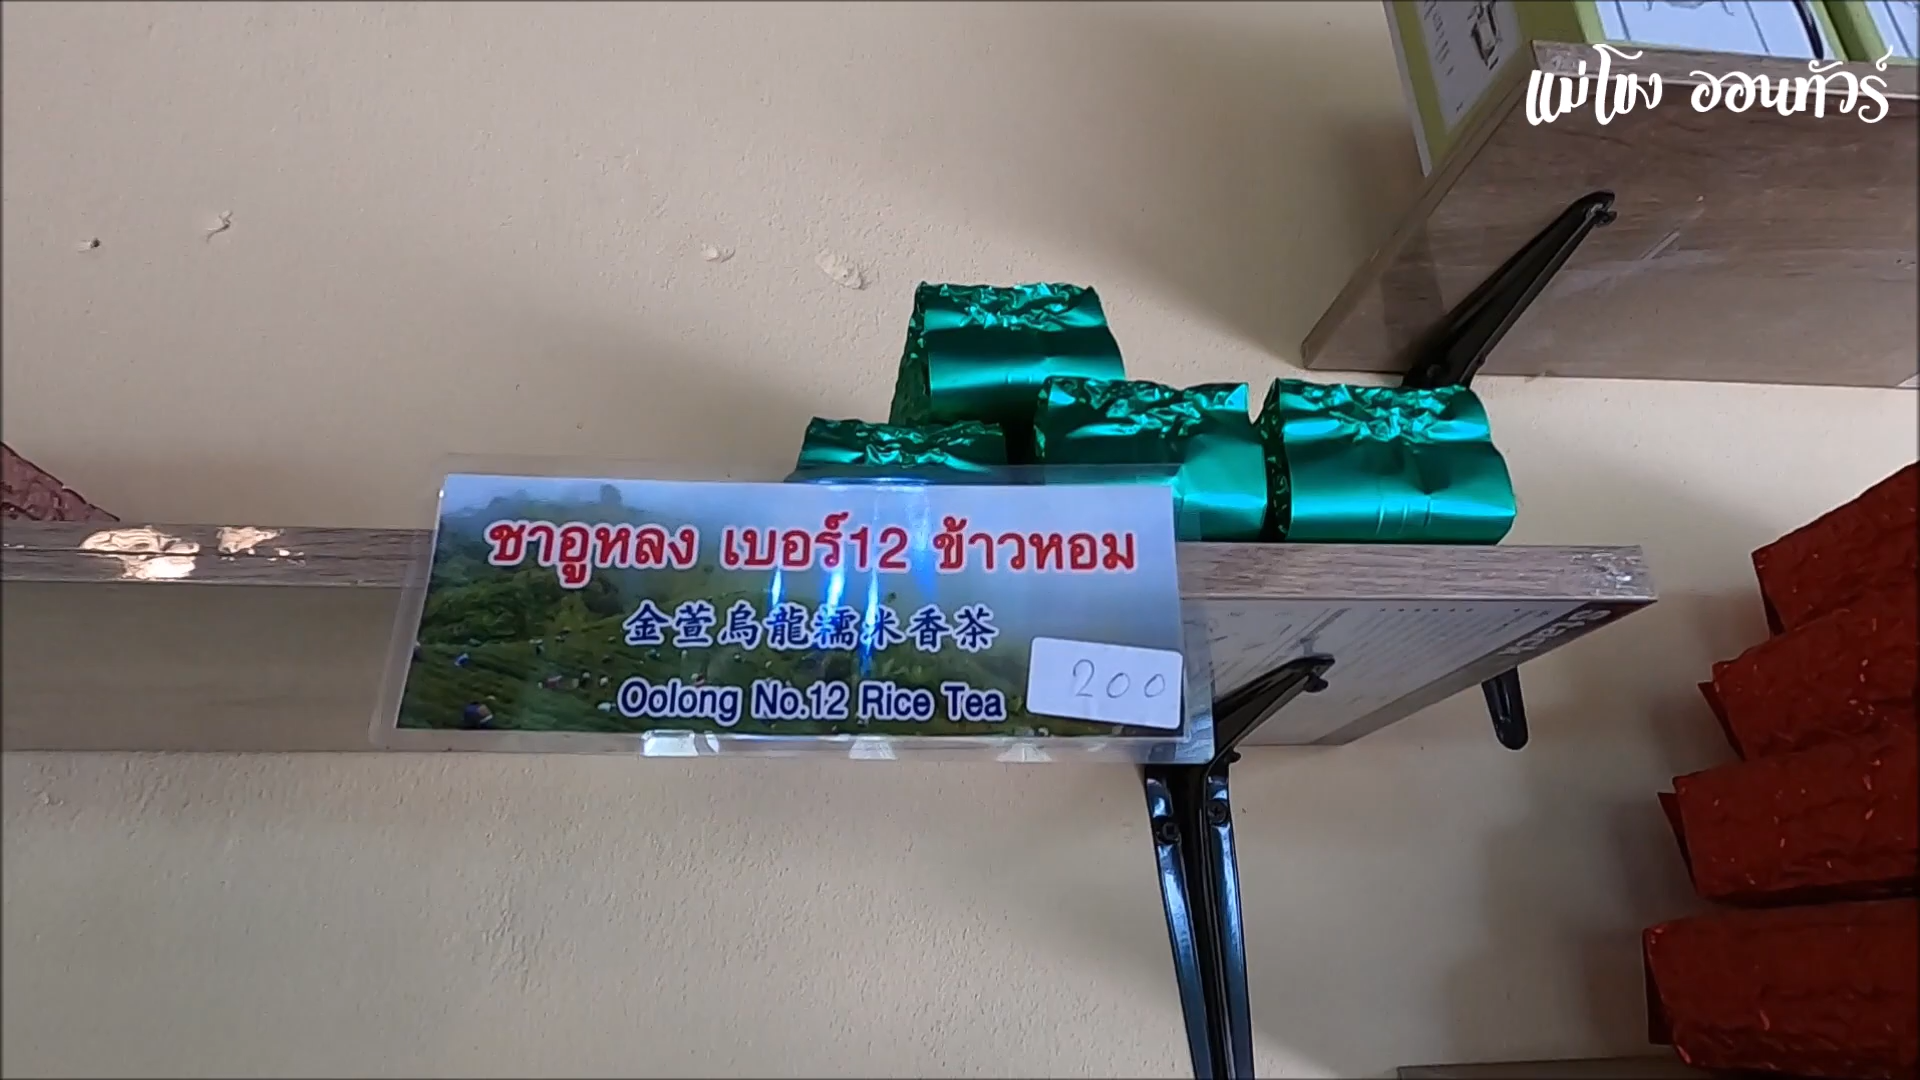 แม่โขง ออนทัวร์
ชาอูหลง เบอร์12 ข้าวหอม
金萱烏龍糯米香茶
Oolong No.12 Rice Tea
200